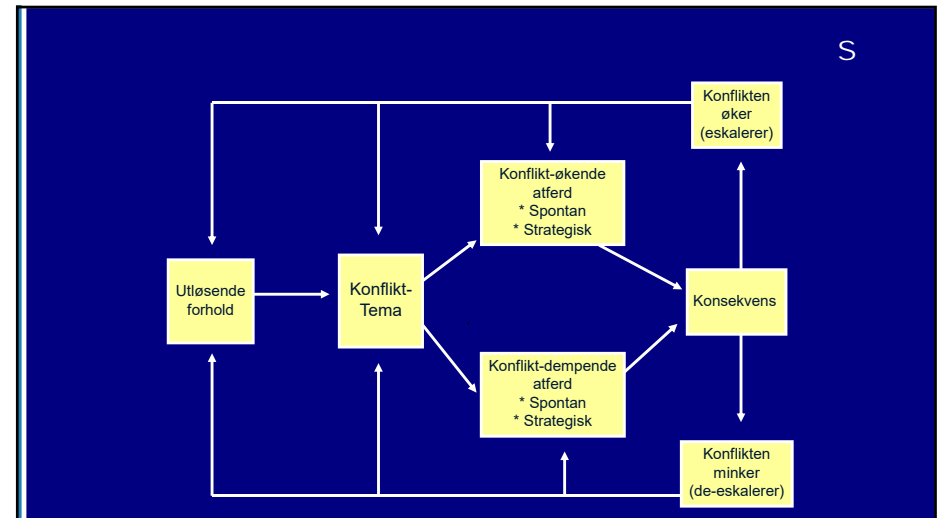 S
Konflikten
øker
(eskalerer)
Konflikt-økende
atferd
* Spontan
* Strategisk
Utløsende
forhold
Konflikt-
Tema
Konsekvens
Konflikt-dempende
atferd
* Spontan
* Strategisk
Konflikten
minker
(de-eskalerer)